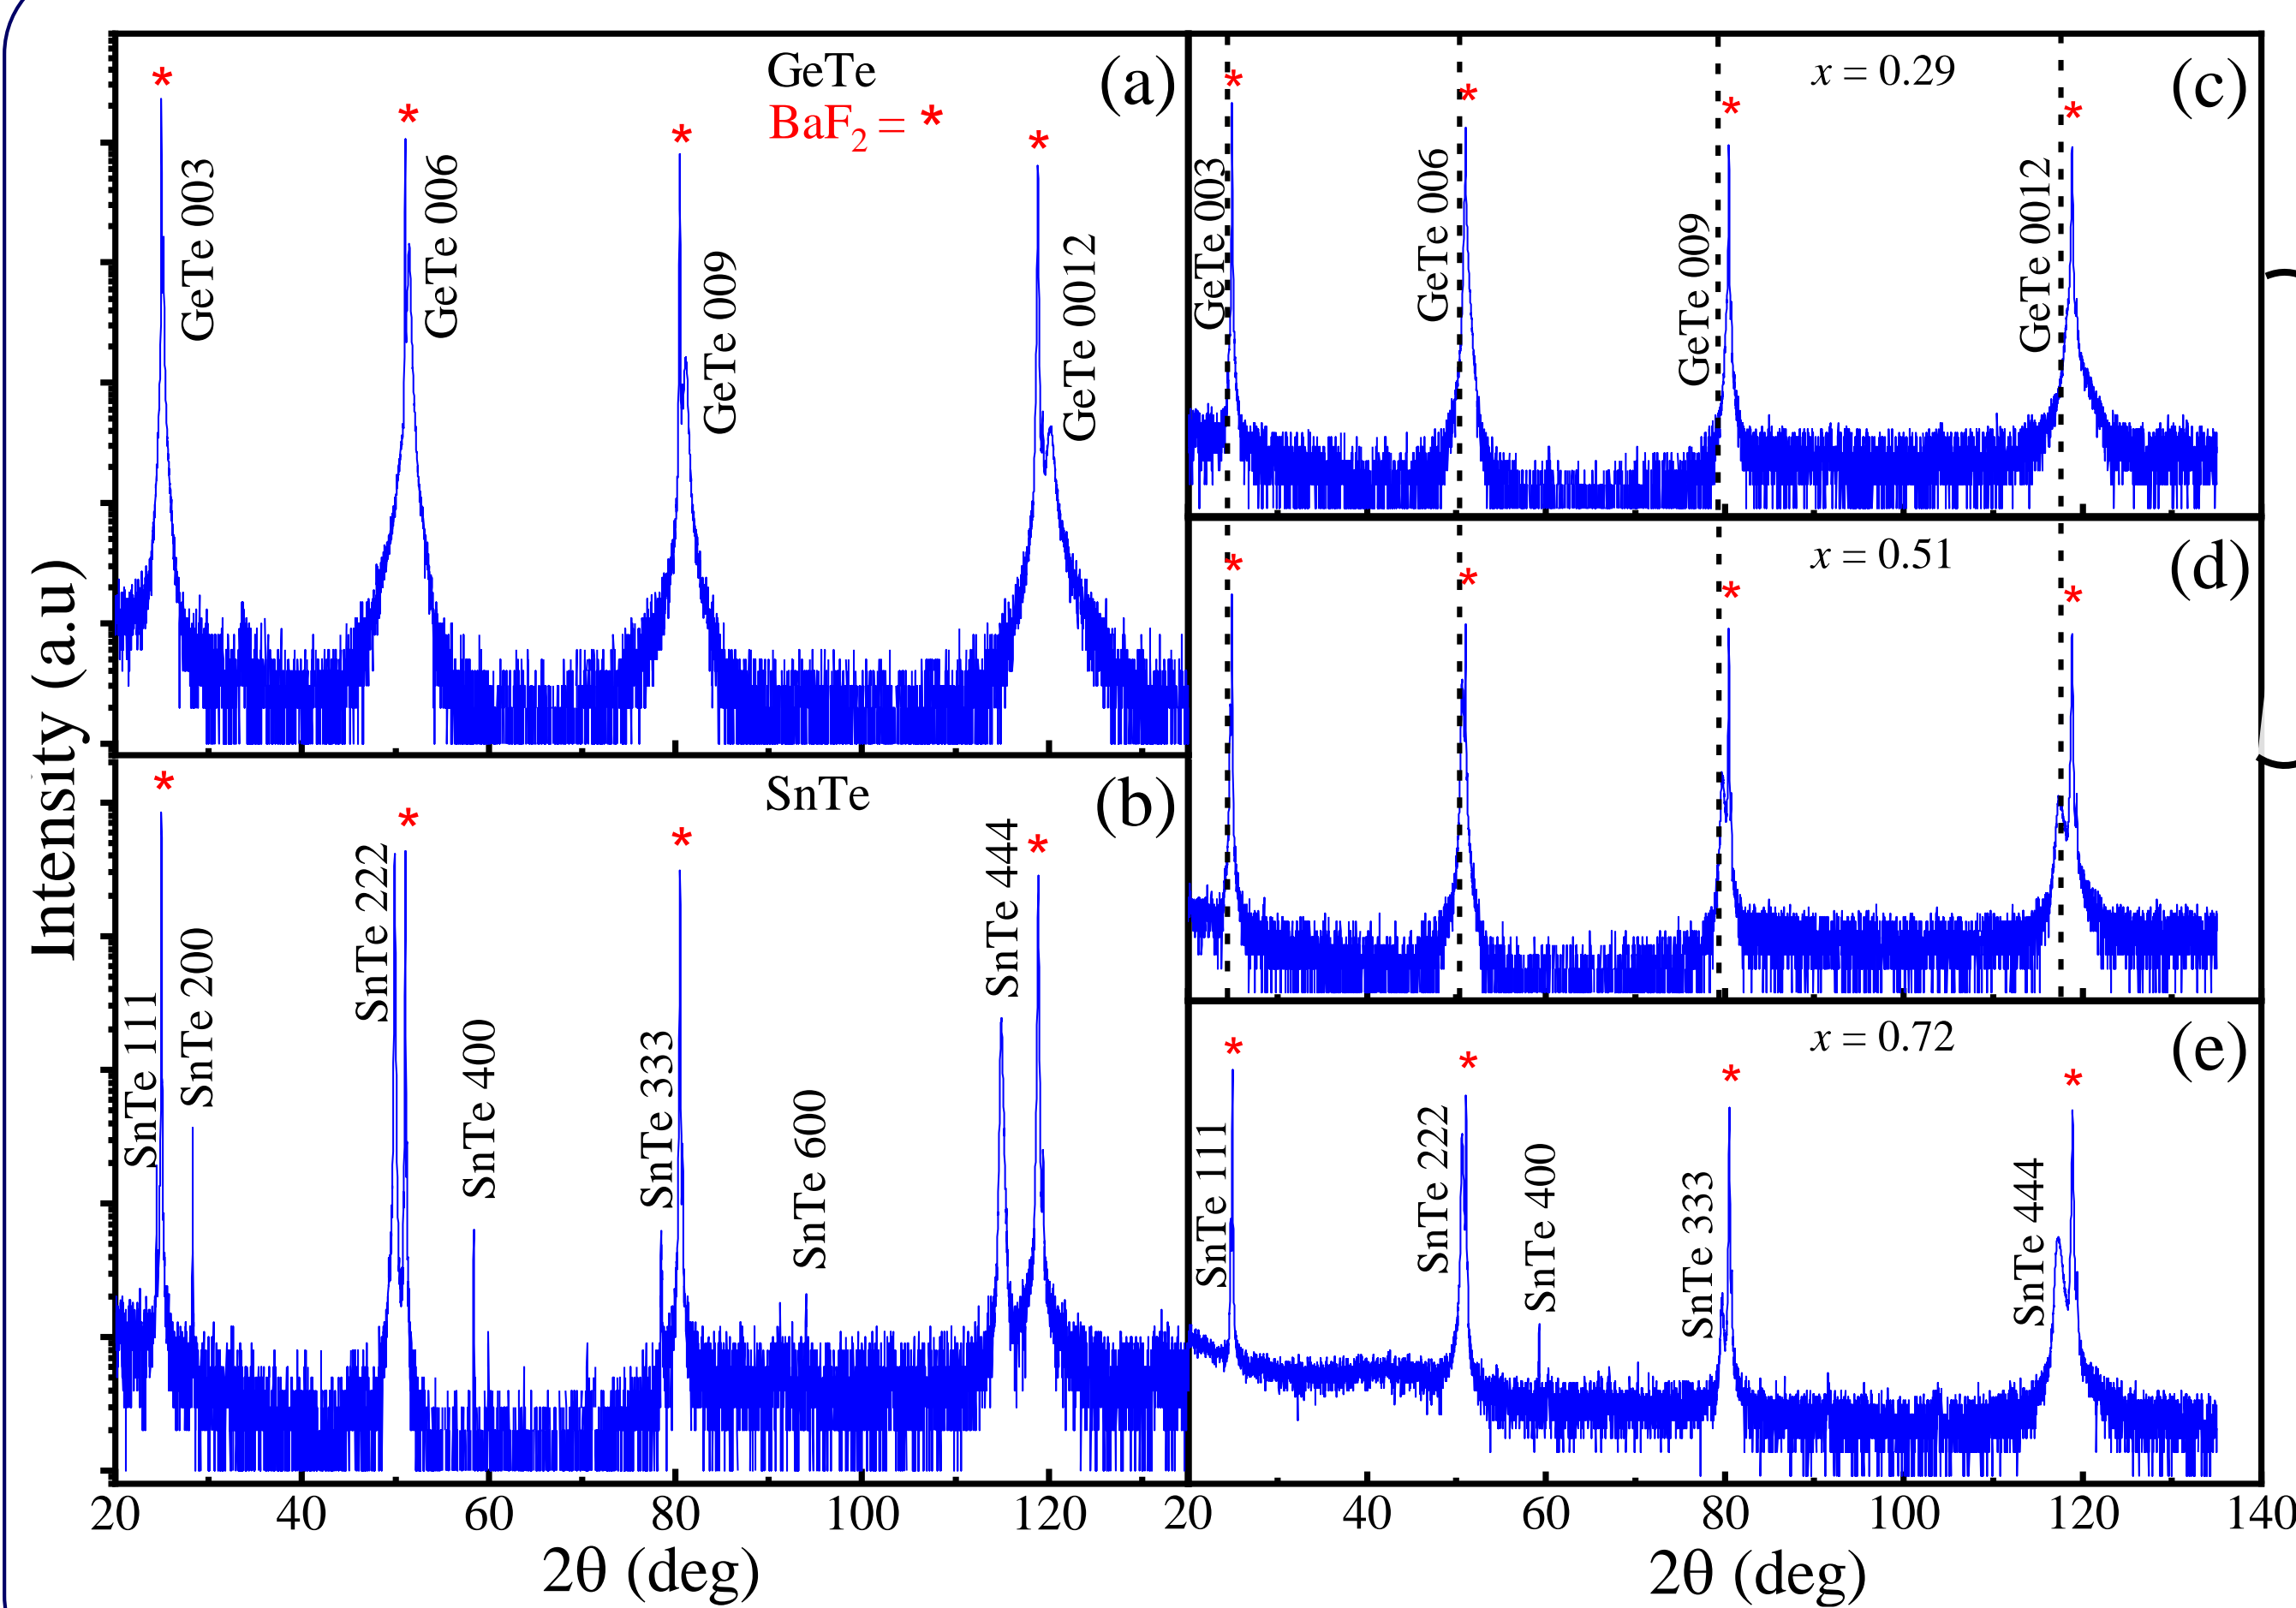 Intensity (a.u)
GeTe
BaF2 = *
(a)
*
*
*
*
GeTe 003
GeTe 006
GeTe 009
GeTe 0012
SnTe
(b)
*
*
*
*
SnTe 111
SnTe 200
SnTe 222
SnTe 400
SnTe 333
SnTe 600
SnTe 444
20 40 60 80 100 120
2θ (deg)
x = 0.29
(c)
*
*
*
*
GeTe 003
GeTe 006
GeTe 009
GeTe 0012
x = 0.51
(d)
*
*
*
*
x = 0.72
(e)
*
*
*
*
SnTe 111
SnTe 222
SnTe 400
SnTe 333
SnTe 444
20 40 60 80 100 120 140
2θ (deg)